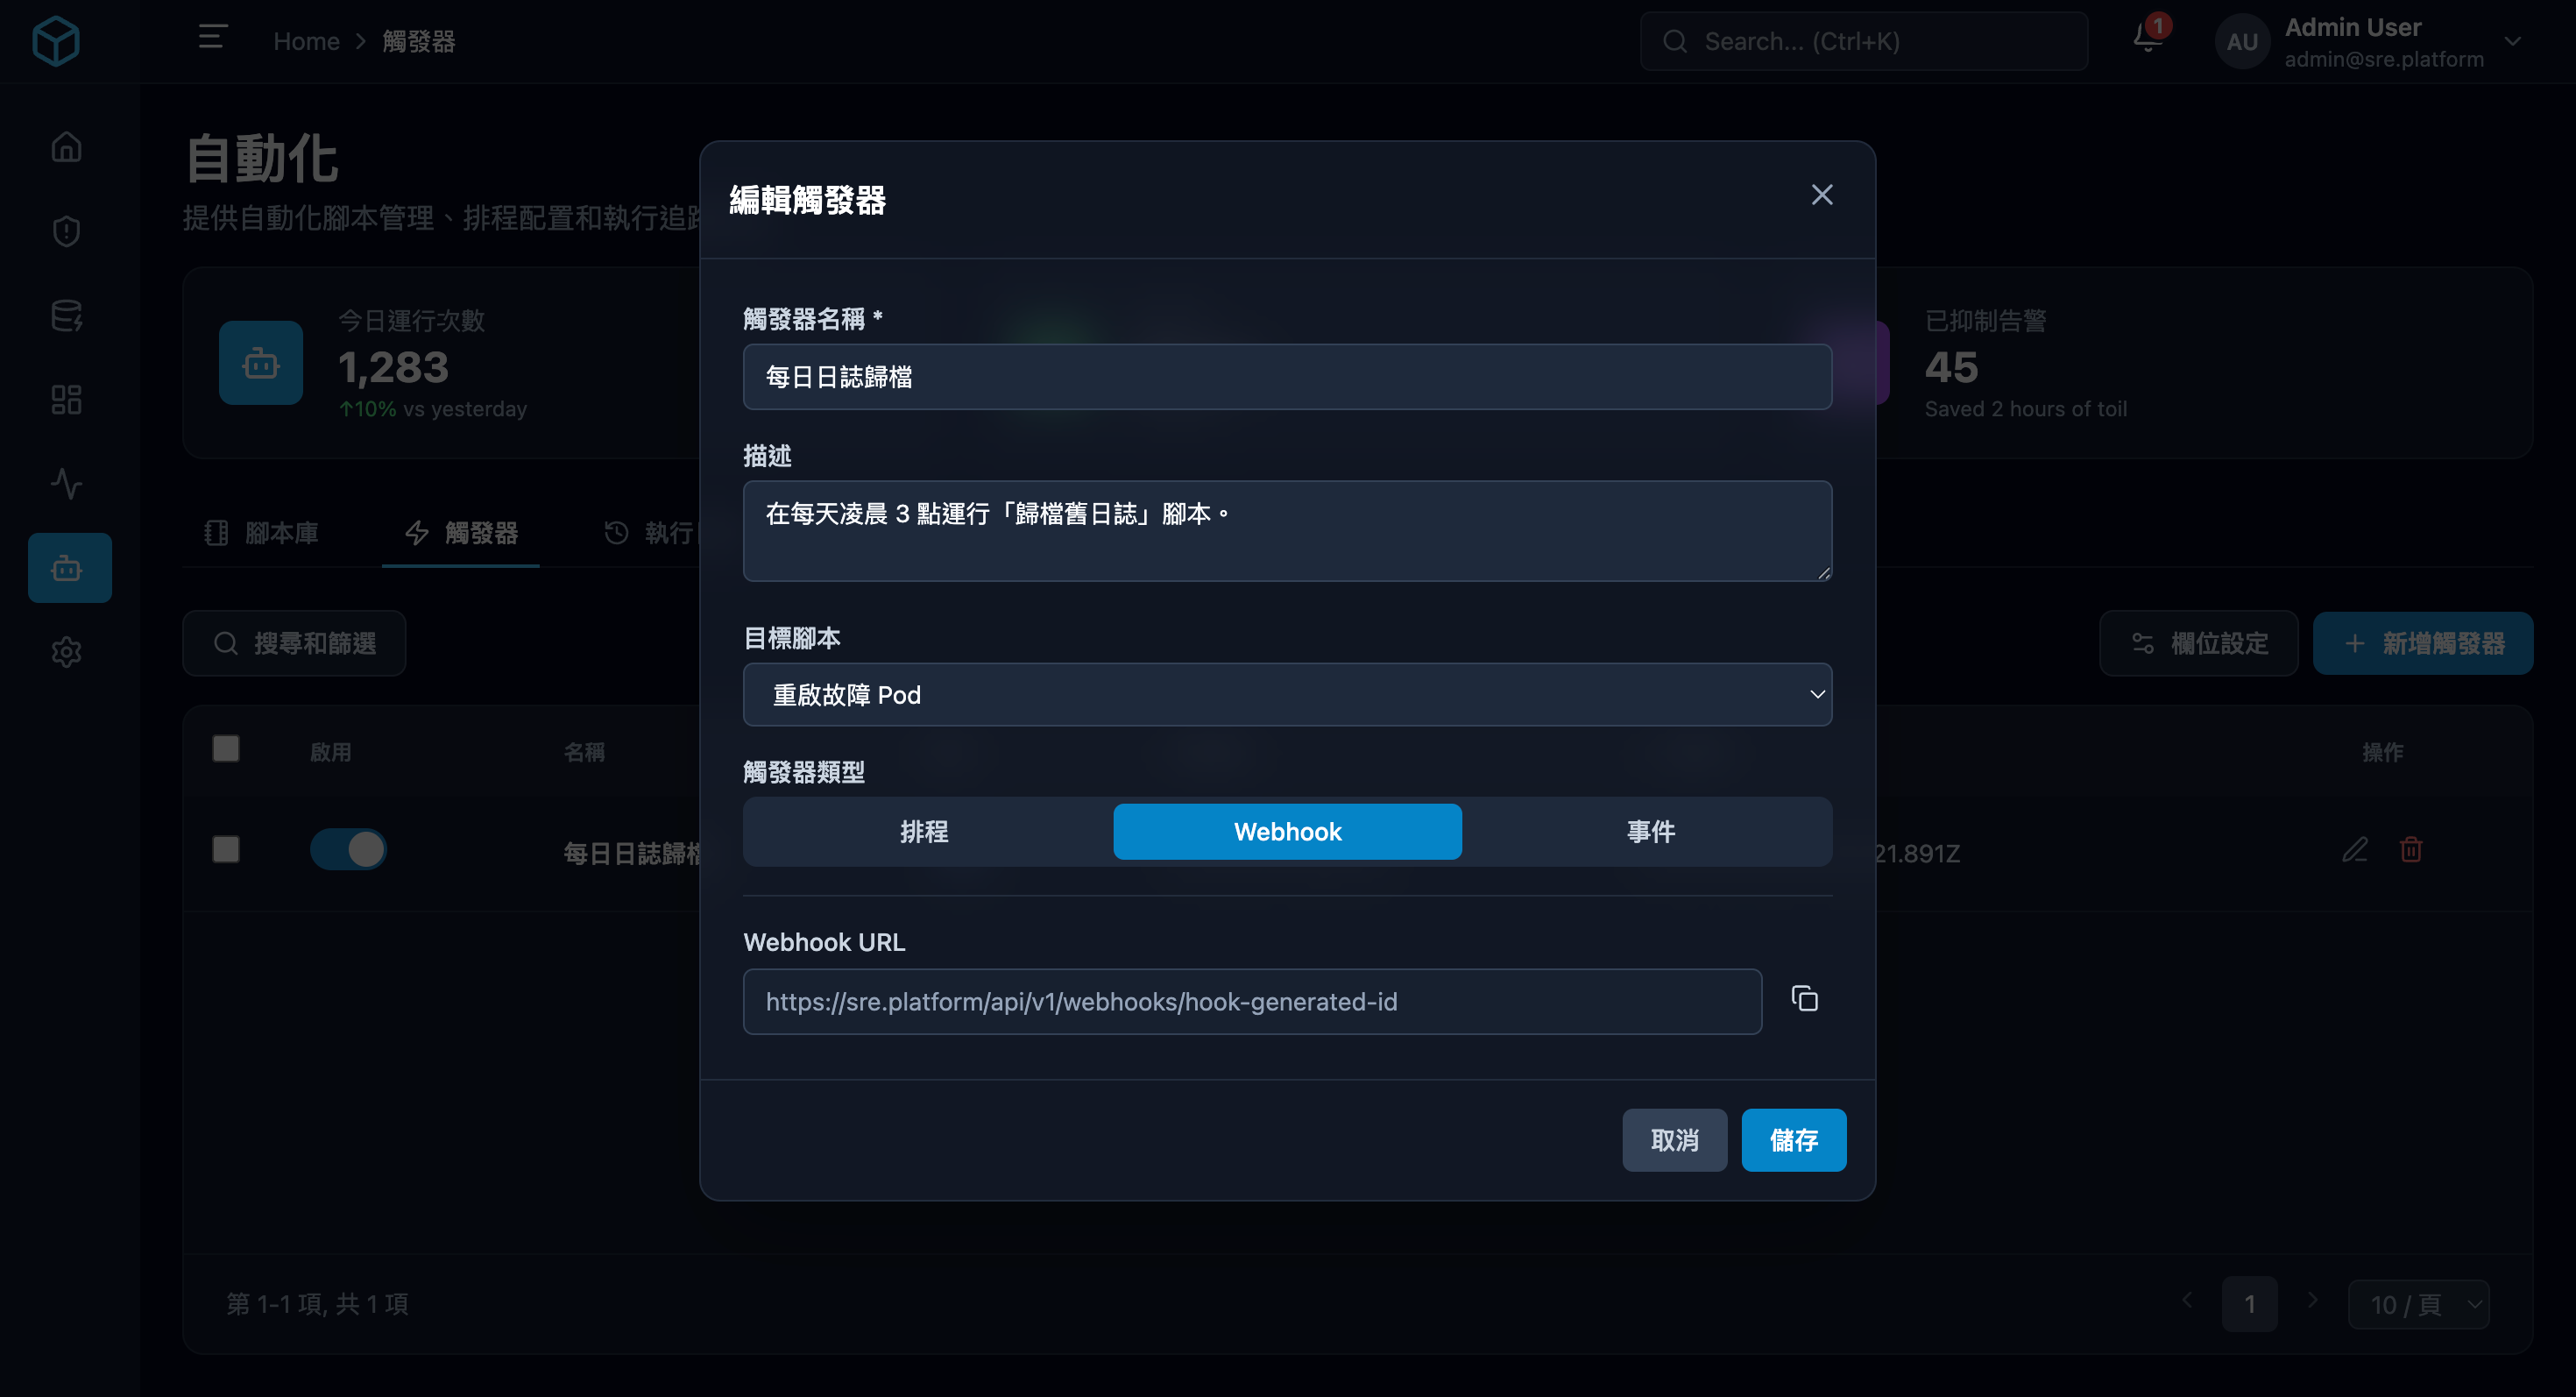 Home > 觸發器
Search... (Ctrl+K)
1
AU
Admin User
admin@sre.platform
自動化
提供自動化腳本管理、排程配置和執行追
今日運行次數
1,283
↑10% vs yesterday
已抑制告警
45
Saved 2 hours of toil
腳本庫
觸發器
執行
搜尋和篩選
欄位設定
+ 新增觸發器
啟用
名稱
操作
每日日誌歸
21.891Z
第 1-1 項, 共 1 項
1
10 / 頁
編輯觸發器
觸發器名稱 *
每日日誌歸檔
描述
在每天凌晨 3 點運行「歸檔舊日誌」腳本。
目標腳本
重啟故障 Pod
觸發器類型
排程
Webhook
事件
Webhook URL
https://sre.platform/api/v1/webhooks/hook-generated-id
取消
儲存